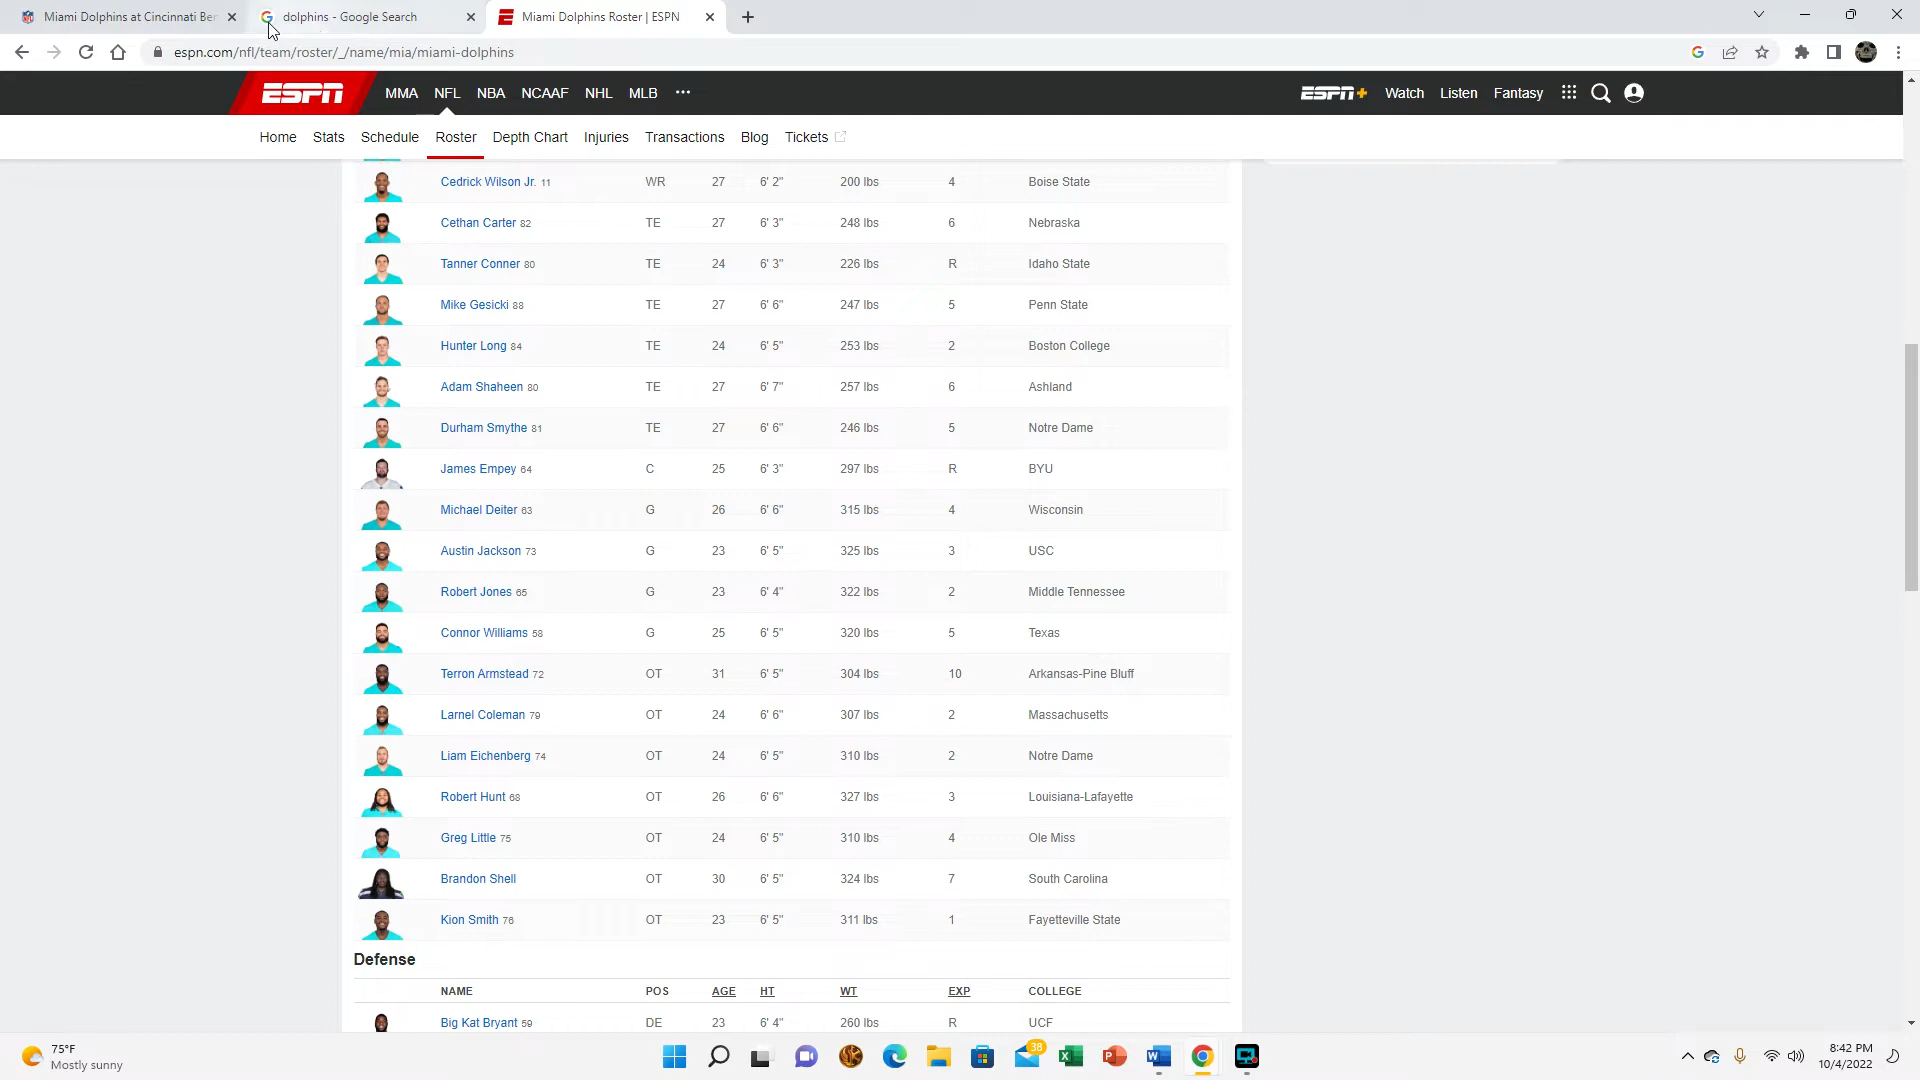 Miami Dolphins at Cincinnati Ber
dolphins - Google Search
Miami Dolphins Roster | ESPN
espn.com/nfl/team/roster/_/name/mia/miami-dolphins
ESPN MMA NFL NBA NCAAF NHL MLB ··· ESPN+ Watch Listen Fantasy
Home Stats Schedule Roster Depth Chart Injuries Transactions Blog Tickets
Cedrick Wilson Jr. 11 WR 27 6' 2" 200 lbs 4 Boise State
Cethan Carter 82 TE 27 6' 3" 248 lbs 6 Nebraska
Tanner Conner 80 TE 24 6' 3" 226 lbs R Idaho State
Mike Gesicki 88 TE 27 6' 6" 247 lbs 5 Penn State
Hunter Long 84 TE 24 6' 5" 253 lbs 2 Boston College
Adam Shaheen 80 TE 27 6' 7" 257 lbs 6 Ashland
Durham Smythe 81 TE 27 6' 6" 246 lbs 5 Notre Dame
James Empey 64 C 25 6' 3" 297 lbs R BYU
Michael Deiter 63 G 26 6' 6" 315 lbs 4 Wisconsin
Austin Jackson 73 G 23 6' 5" 325 lbs 3 USC
Robert Jones 65 G 23 6' 4" 322 lbs 2 Middle Tennessee
Connor Williams 58 G 25 6' 5" 320 lbs 5 Texas
Terron Armstead 72 OT 31 6' 5" 304 lbs 10 Arkansas-Pine Bluff
Larnel Coleman 79 OT 24 6' 6" 307 lbs 2 Massachusetts
Liam Eichenberg 74 OT 24 6' 5" 310 lbs 2 Notre Dame
Robert Hunt 68 OT 26 6' 6" 327 lbs 3 Louisiana-Lafayette
Greg Little 75 OT 24 6' 5" 310 lbs 4 Ole Miss
Brandon Shell OT 30 6' 5" 324 lbs 7 South Carolina
Kion Smith 76 OT 23 6' 5" 311 lbs 1 Fayetteville State
Defense
NAME POS AGE HT WT EXP COLLEGE
Big Kat Bryant 59 DE 23 6' 4" 260 lbs R UCF
75°F
Mostly sunny
38
8:42 PM
10/4/2022